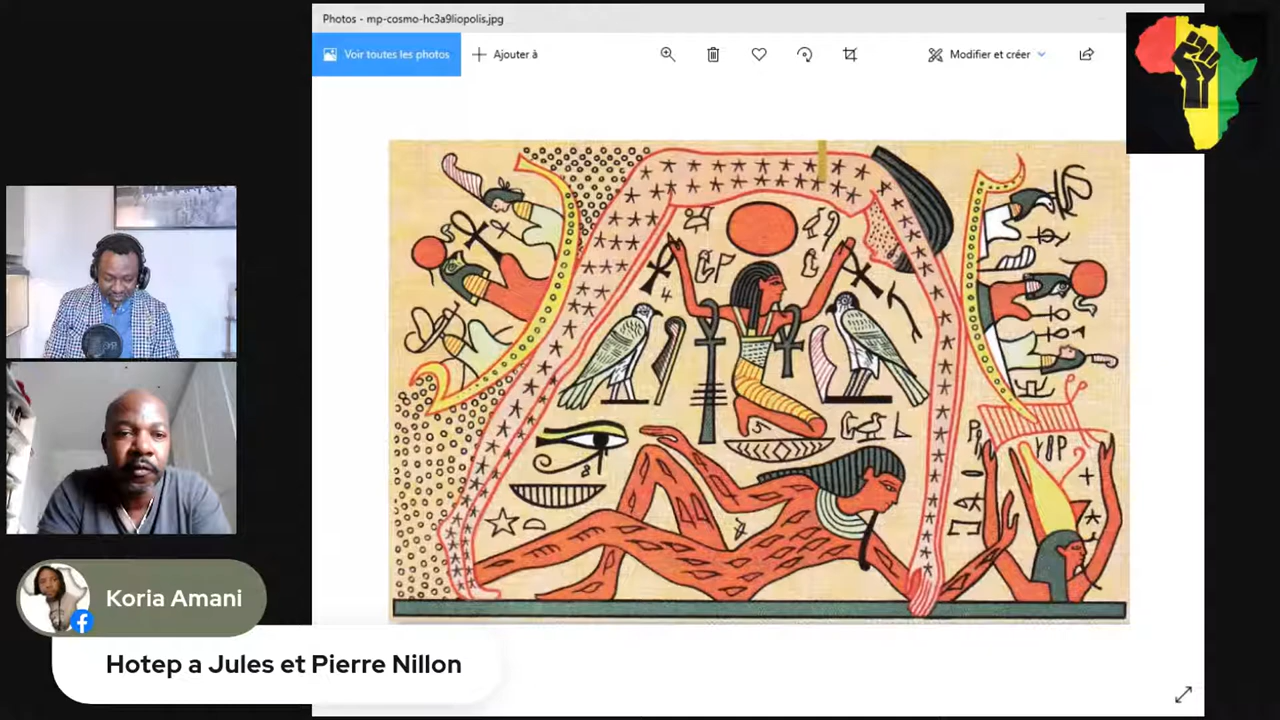 Photos - mp-cosmo-hc3a9liopolis.jpg
Voir toutes les photos
Ajouter à
Modifier et créer
Koria Amani
Hotep a Jules et Pierre Nillon